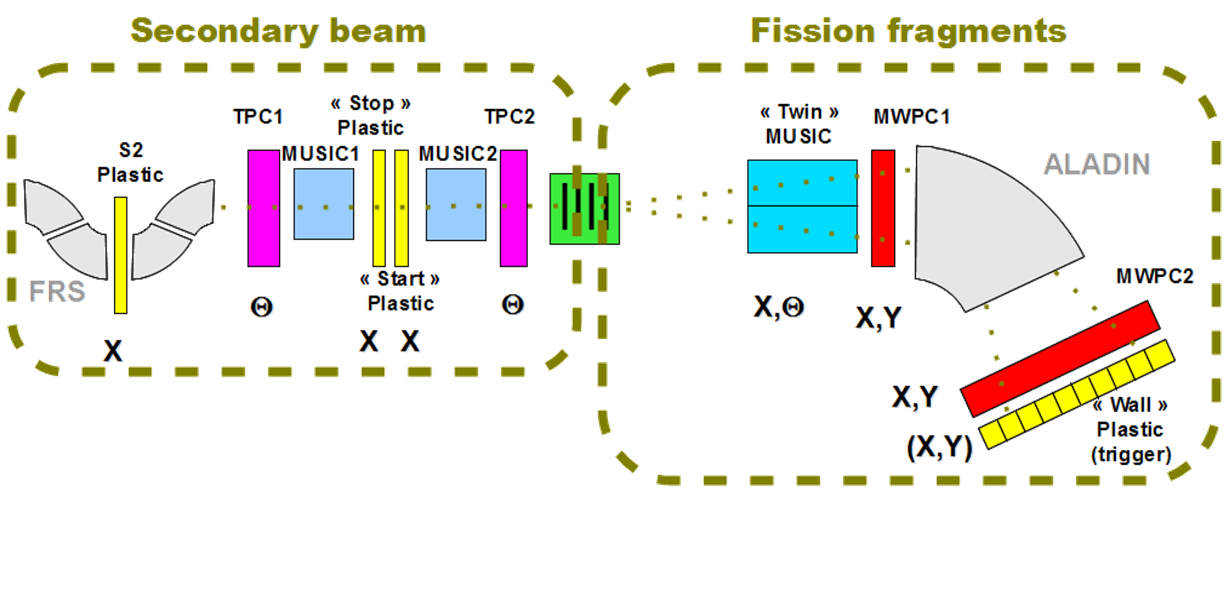 Secondary beam
Fission fragments
« Stop »
Plastic
TPC1
TPC2
S2
Plastic
MUSIC1
MUSIC2
FRS
« Start »
Plastic
Θ
Θ
X
X
X
« Twin »
MUSIC
MWPC1
ALADIN
MWPC2
X,Θ
X,Y
X,Y
(X,Y)
« Wall »
Plastic
(trigger)